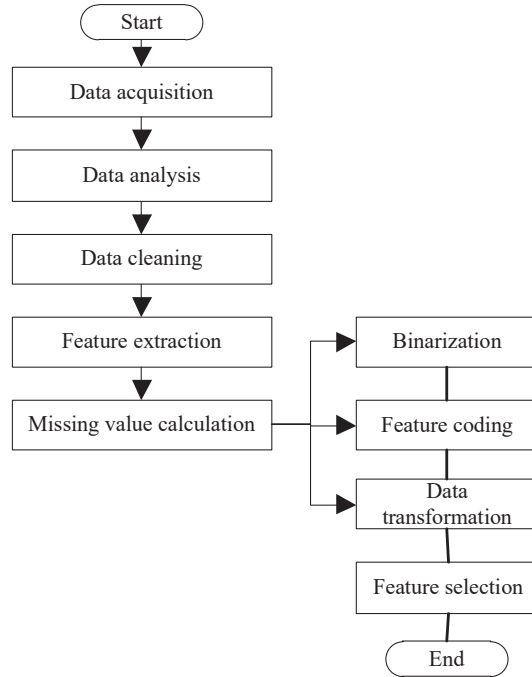 Start
Data acquisition
Data analysis
Data cleaning
Feature extraction
Missing value calculation
Binarization
Feature coding
Data
transformation
Feature selection
End